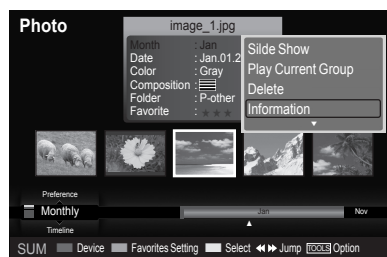 Photo
image_1.jpg
Month : Jan
Date : Jan.01.2
Color : Gray
Composition :
Folder : P-other
Favorite : ★ ★ ★
Silde Show
Play Current Group
Delete
Information
Preference
Monthly
Timeline
Jan
Nov
SUM Device Favorites Setting Select Jump TOOLS Option